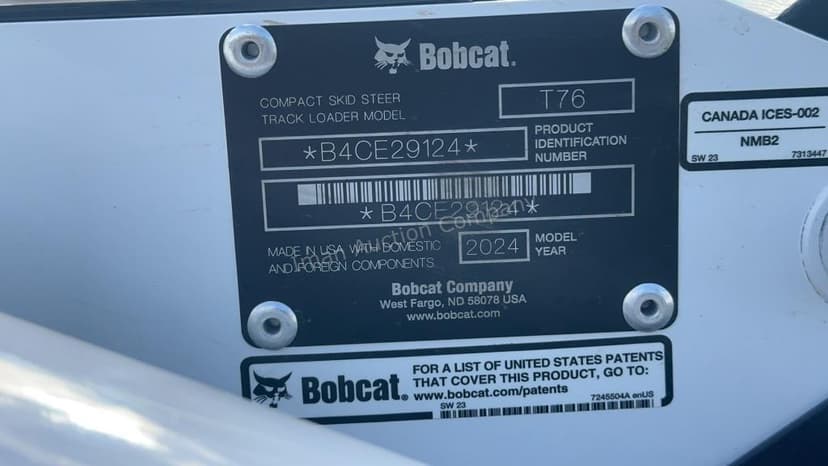 Bobcat.
COMPACT SKID STEER
TRACK LOADER MODEL
T76
*B4CE29124*
PRODUCT
IDENTIFICATION
NUMBER
*B4CE29124*
MADE IN USA WITH DOMESTIC
AND FOREIGN COMPONENTS
2024
MODEL
YEAR
Bobcat Company
West Fargo, ND 58078 USA
www.bobcat.com
CANADA ICES-002
NMB2
SW 23
7313447
Bobcat.
FOR A LIST OF UNITED STATES PATENTS
THAT COVER THIS PRODUCT, GO TO:
www.bobcat.com/patents
SW 23
7245504A enUS
Auction Company